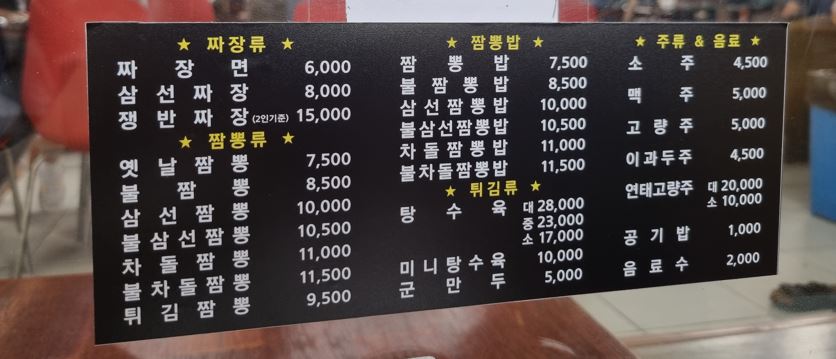 ★ 짜장류 ★
짜장면 6,000
삼선짜장 8,000
쟁반짜장(2인기준) 15,000
★ 짬뽕류 ★
옛날짬뽕 7,500
불짬뽕 8,500
삼선짬뽕 10,000
불삼선짬뽕 10,500
차돌짬뽕 11,000
불차돌짬뽕 11,500
튀김짬뽕 9,500
★ 짬뽕밥 ★
짬뽕밥 7,500
불짬뽕밥 8,500
삼선짬뽕밥 10,000
불삼선짬뽕밥 10,500
차돌짬뽕밥 11,000
불차돌짬뽕밥 11,500
★ 튀김류 ★
탕수육 대 28,000
중 23,000
소 17,000
미니탕수육 10,000
군만두 5,000
★ 주류 & 음료 ★
소주 4,500
맥주 5,000
고량주 5,000
이과두주 4,500
연태고량주 대 20,000
소 10,000
공기밥 1,000
음료수 2,000